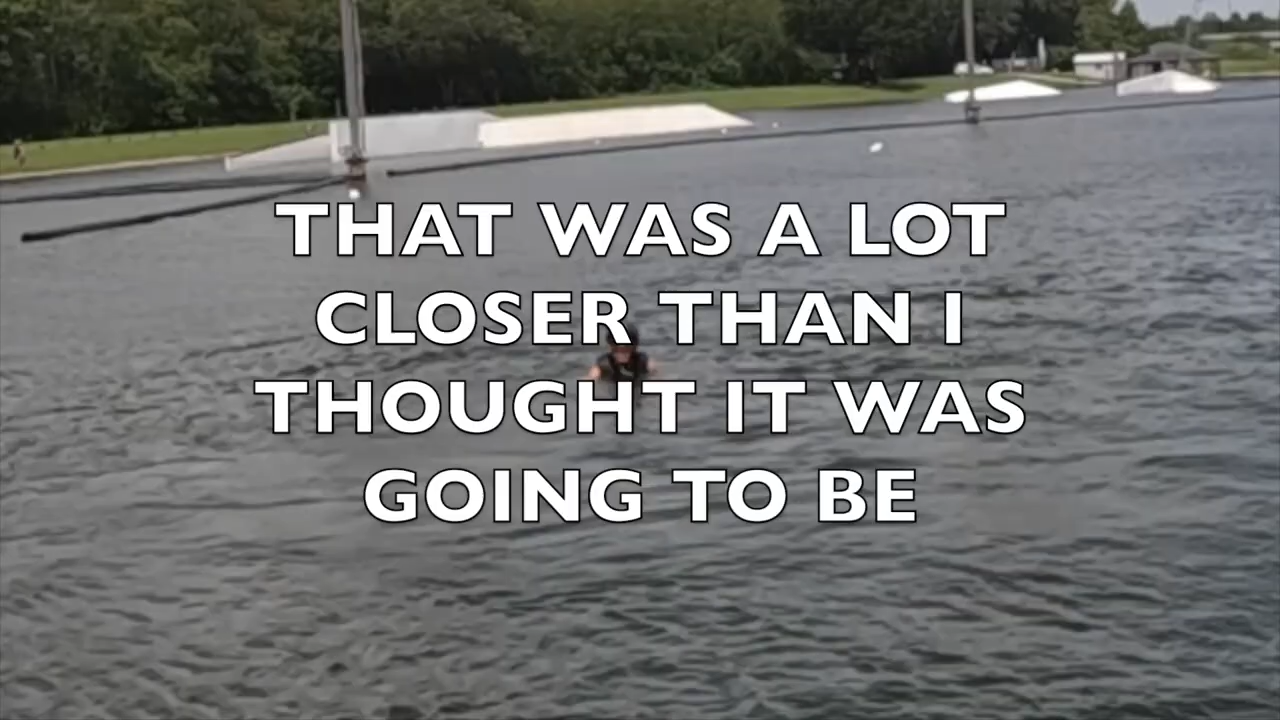 THAT WAS A LOT
CLOSER THAN I
THOUGHT IT WAS
GOING TO BE